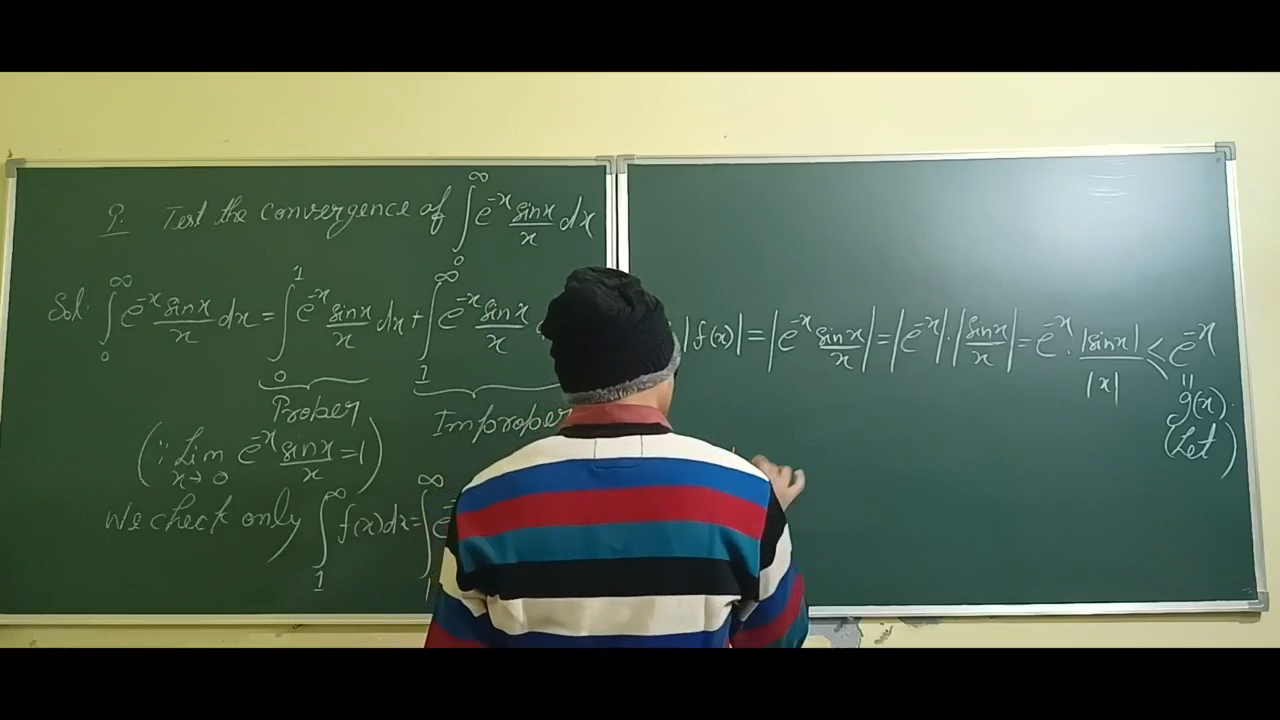 Q. Test the convergence of ∫₀^∞ e^{-x} sinx/x dx
Sol. ∫₀^∞ e^{-x} sinx/x dx = ∫₀^1 e^{-x} sinx/x dx + ∫₁^∞ e^{-x} sinx/x
Proper
Improper
(∵ Lim x→0 e^{-x} sinx/x = 1)
We check only ∫₁^∞ f(x)dx = ∫₁^∞ e^-
|f(x)| = |e^{-x} sinx/x| = |e^{-x}|·|sinx/x| = e^{-x}·|sinx|/|x| ≤ e^{-x}
"
g(x).
(Let)